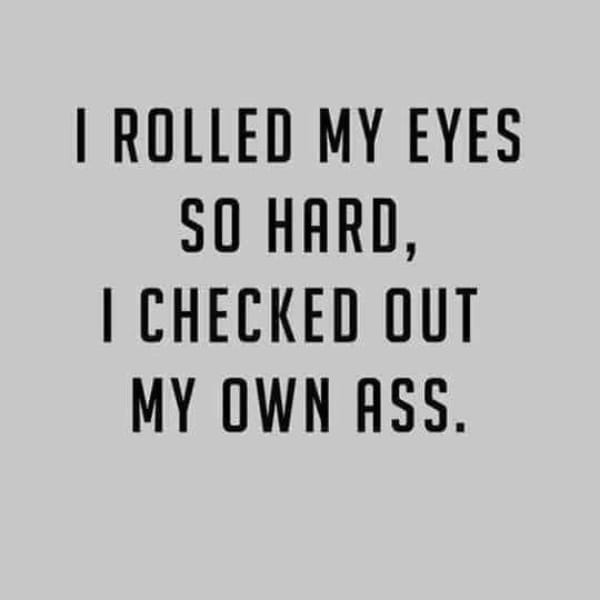 I ROLLED MY EYES
SO HARD,
I CHECKED OUT
MY OWN ASS.